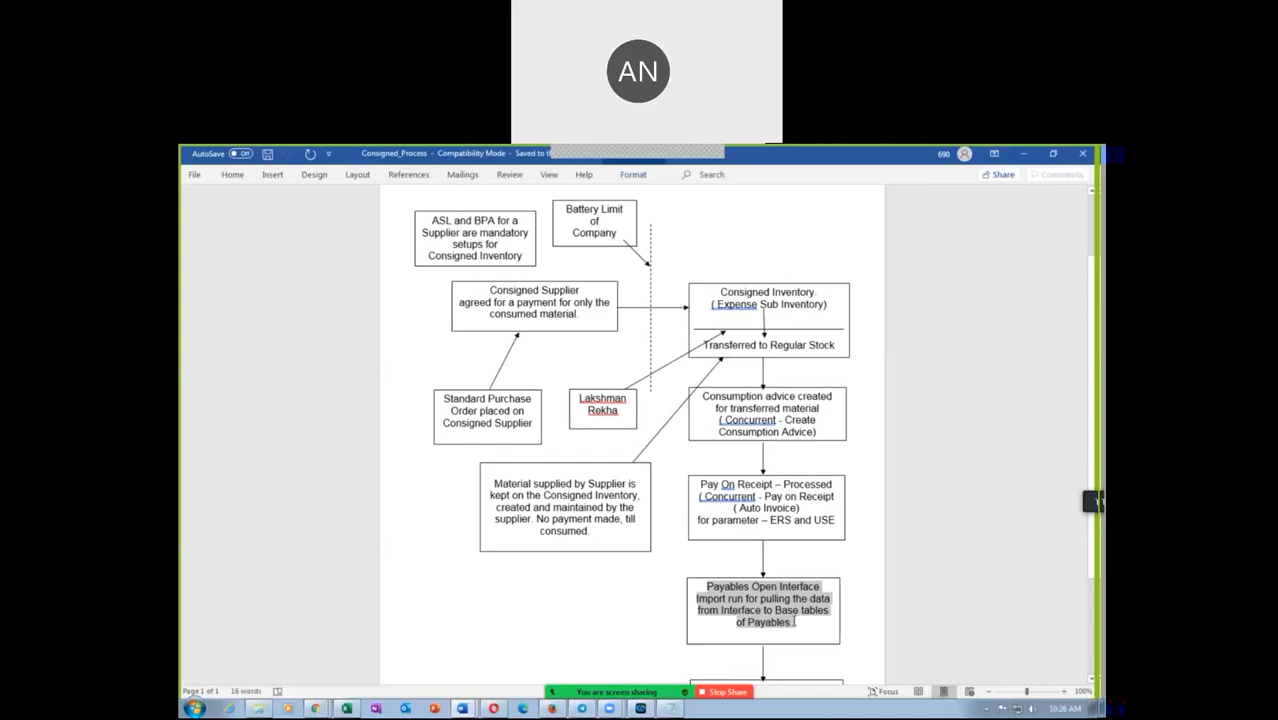 AN
AutoSave Off
Consigned_Process - Compatibility Mode - Saved to th
690
File Home Insert Design Layout References Mailings Review View Help Format Search
Share Comments
ASL and BPA for a
Supplier are mandatory
setups for
Consigned Inventory
Battery Limit
of
Company
Consigned Supplier
agreed for a payment for only the
consumed material.
Consigned Inventory.
( Expense Sub Inventory)
Transferred to Regular Stock
Standard Purchase
Order placed on
Consigned Supplier
Lakshman
Rekha
Consumption advice created
for transferred material
( Concurrent - Create
Consumption Advice)
Material supplied by Supplier is
kept on the Consigned Inventory,
created and maintained by the
supplier. No payment made, till
consumed.
Pay On Receipt – Processed
( Concurrent - Pay on Receipt
( Auto Invoice)
for parameter – ERS and USE
Payables Open Interface
Import run for pulling the data
from Interface to Base tables
of Payables.
Page 1 of 1 16 words
You are screen sharing
Stop Share
Focus
100%
10:26 AM